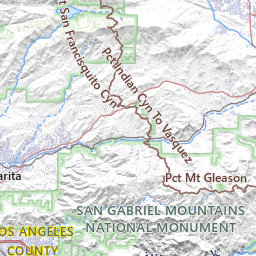 t San Francisquito Cyn
Pct Indian Cyn To Vasquez
arita
Pct Mt Gleason
SAN GABRIEL MOUNTAINS
NATIONAL MONUMENT
OS ANGELES
COUNTY